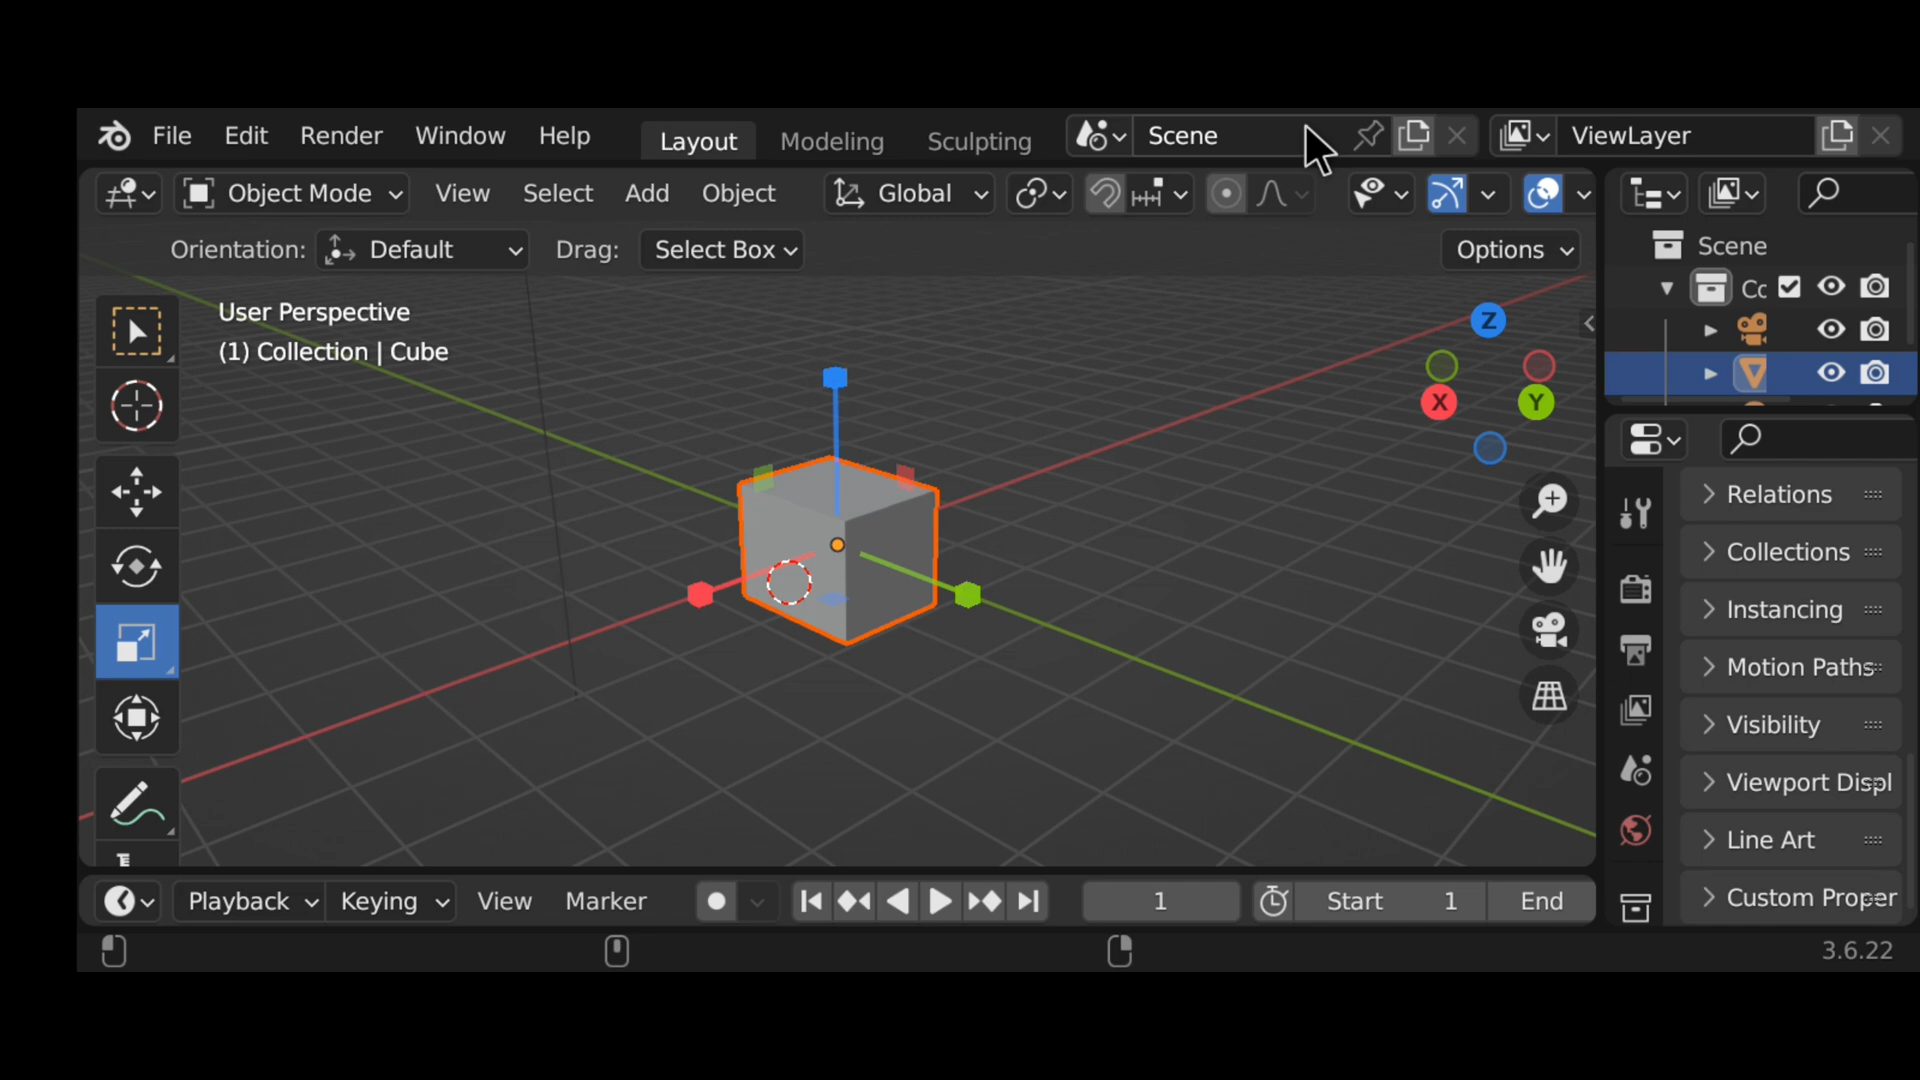 File Edit Render Window Help Layout Modeling Sculpting Scene ViewLayer
Object Mode View Select Add Object Global
Orientation: Default Drag: Select Box Options
Scene
Cc
User Perspective
(1) Collection | Cube
Z
X Y
Relations
Collections
Instancing
Motion Paths
Visibility
Viewport Displ
Line Art
Custom Proper
Playback Keying View Marker 1 Start 1 End
3.6.22